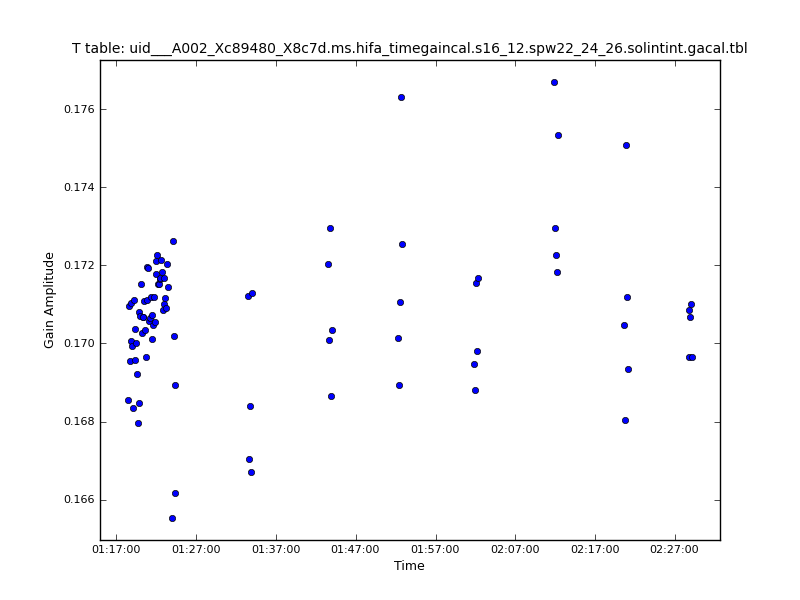 T table: uid___A002_Xc89480_X8c7d.ms.hifa_timegaincal.s16_12.spw22_24_26.solintint.gacal.tbl
Gain Amplitude
0.176
0.174
0.172
0.170
0.168
0.166
01:17:00 01:27:00 01:37:00 01:47:00 01:57:00 02:07:00 02:17:00 02:27:00
Time